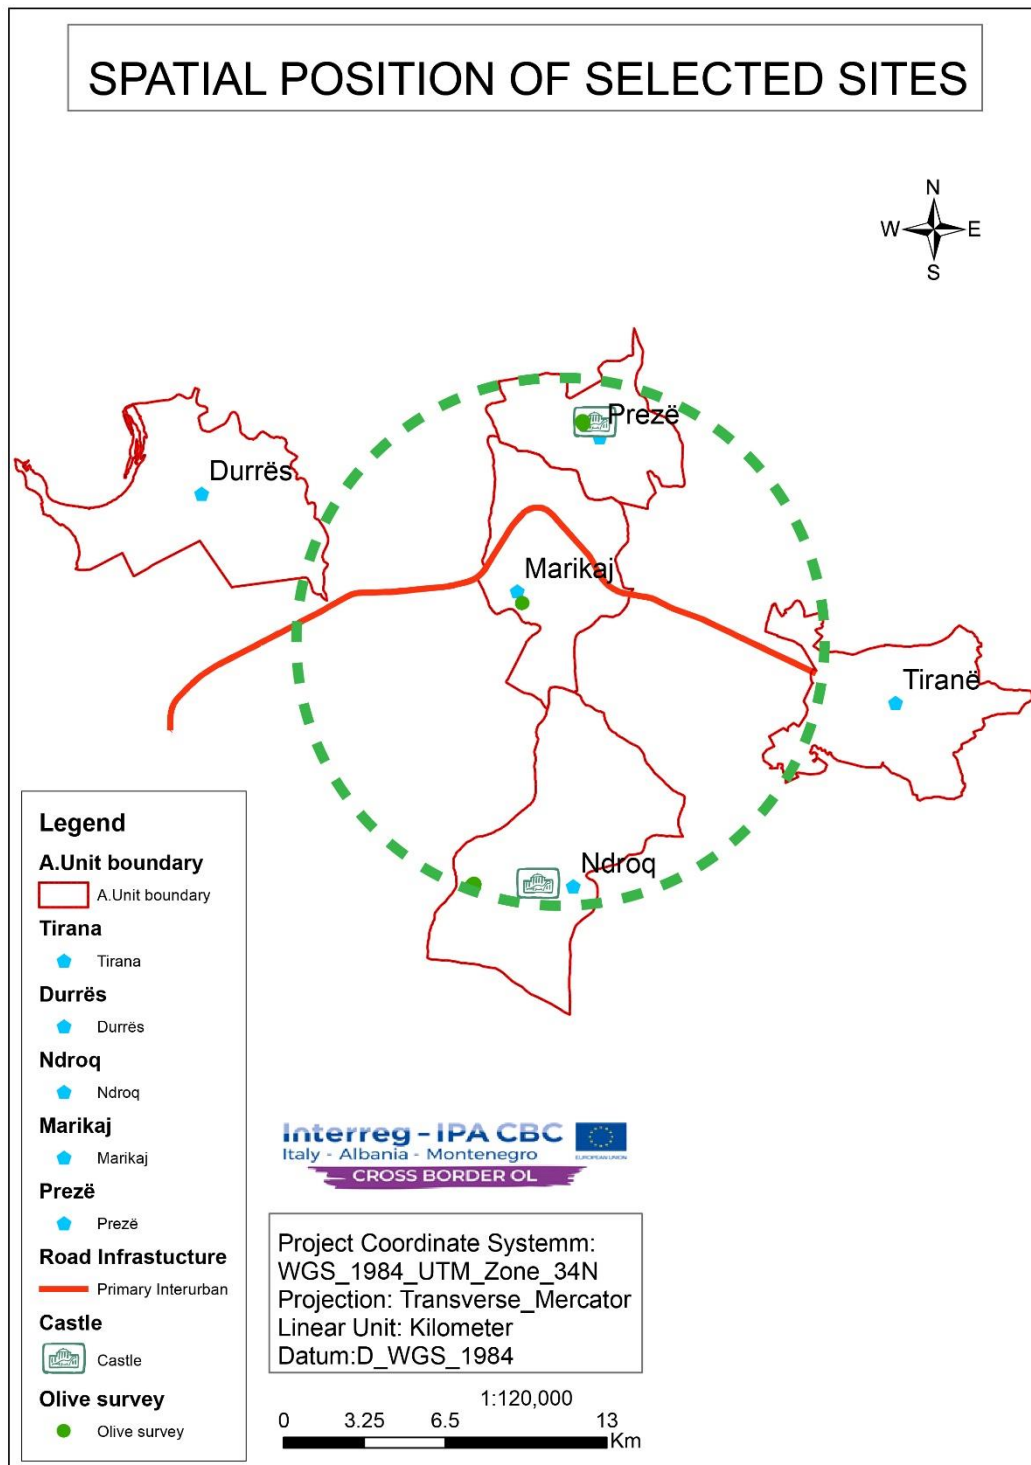 SPATIAL POSITION OF SELECTED SITES
N
W E
S
Prezë
Durrës
Marikaj
Tiranë
Ndroq
Legend
A.Unit boundary
A.Unit boundary
Tirana
Tirana
Durrës
Durrës
Ndroq
Ndroq
Marikaj
Marikaj
Prezë
Prezë
Road Infrastucture
Primary Interurban
Castle
Castle
Olive survey
Olive survey
Interreg - IPA CBC
Italy - Albania - Montenegro
EUROPEAN UNION
CROSS BORDER OL
Project Coordinate Systemm:
WGS_1984_UTM_Zone_34N
Projection: Transverse_Mercator
Linear Unit: Kilometer
Datum:D_WGS_1984
1:120,000
0 3.25 6.5 13
Km